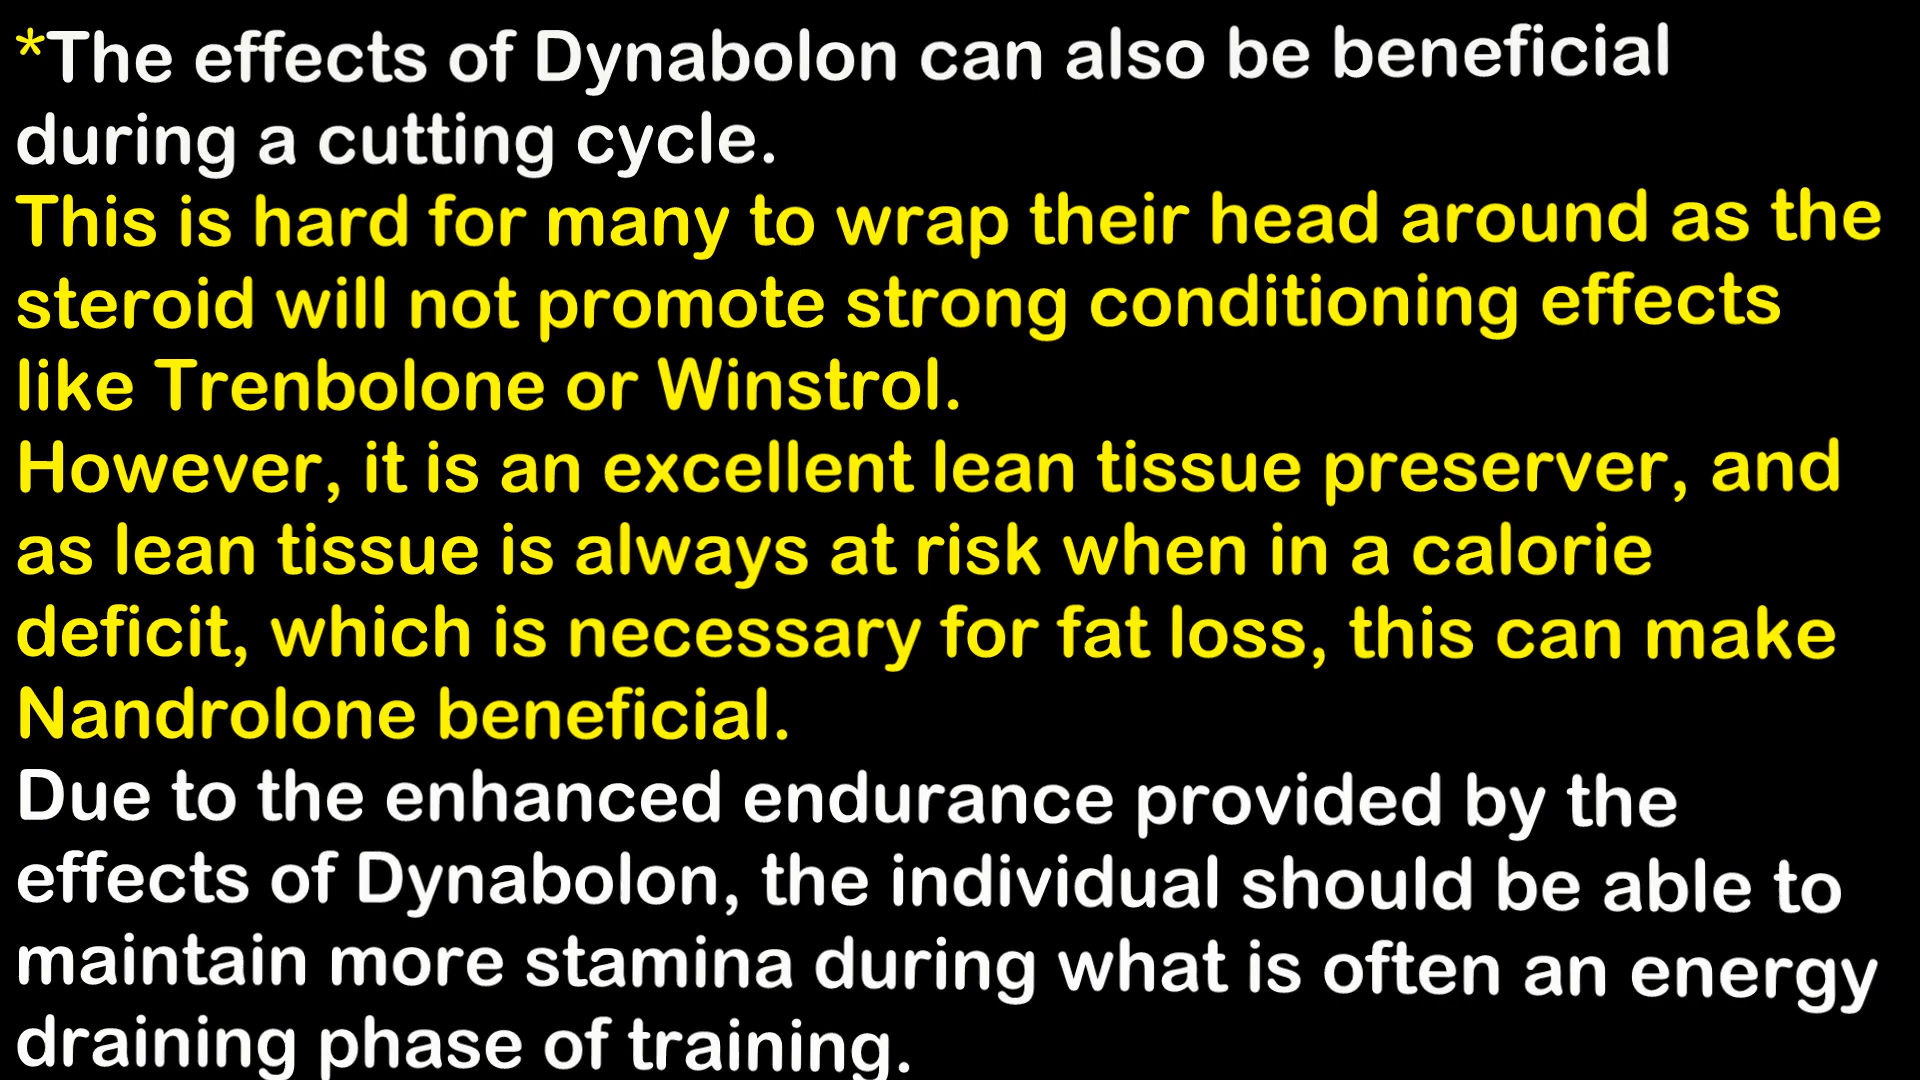 *The effects of Dynabolon can also be beneficial
during a cutting cycle.
This is hard for many to wrap their head around as the
steroid will not promote strong conditioning effects
like Trenbolone or Winstrol.
However, it is an excellent lean tissue preserver, and
as lean tissue is always at risk when in a calorie
deficit, which is necessary for fat loss, this can make
Nandrolone beneficial.
Due to the enhanced endurance provided by the
effects of Dynabolon, the individual should be able to
maintain more stamina during what is often an energy
draining phase of training.